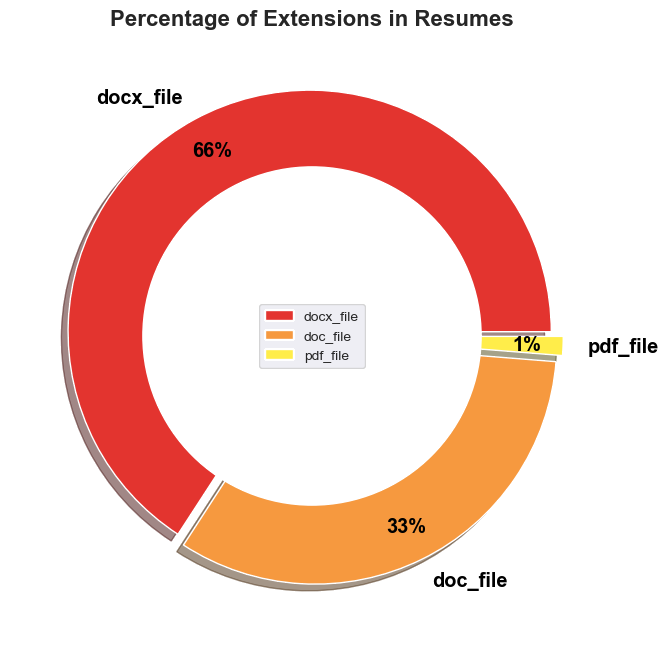 Percentage of Extensions in Resumes
docx_file
66%
docx_file
doc_file
pdf_file
1%
pdf_file
33%
doc_file